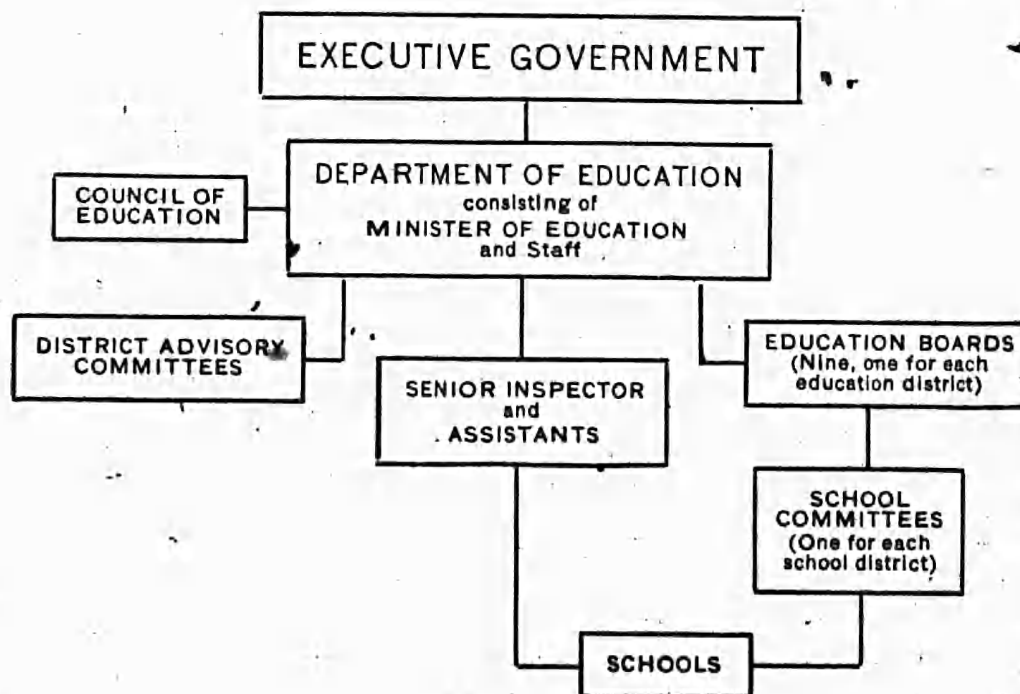 EXECUTIVE GOVERNMENT
DEPARTMENT OF EDUCATION
consisting of
MINISTER OF EDUCATION
and Staff
COUNCIL OF
EDUCATION
DISTRICT ADVISORY
COMMITTEES
SENIOR INSPECTOR
and
ASSISTANTS
EDUCATION BOARDS
(Nine, one for each
education district)
SCHOOL
COMMITTEES
(One for each
school district)
SCHOOLS